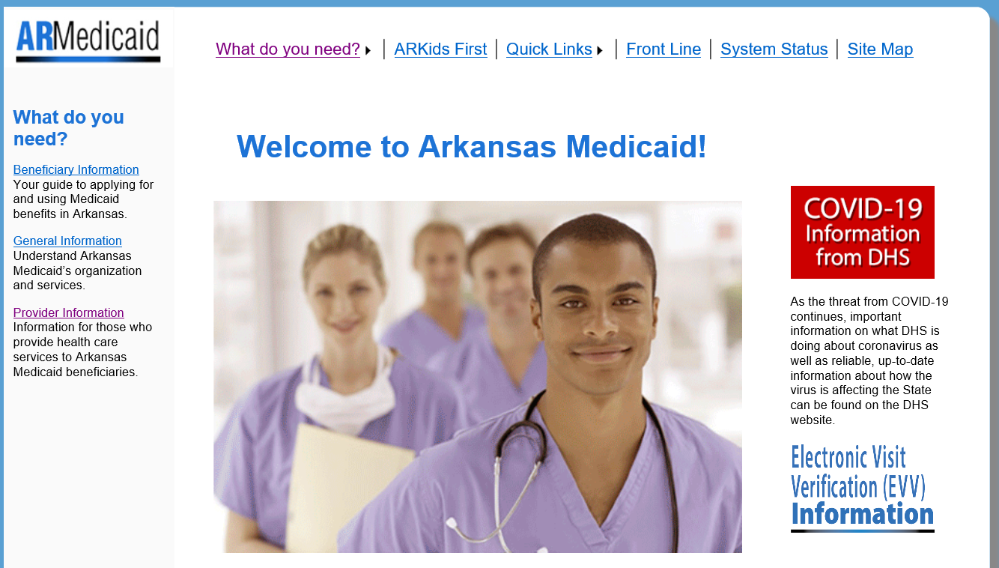 ARMedicaid
What do you need?
ARKids First
Quick Links
Front Line
System Status
Site Map
What do you
need?
Beneficiary Information
Your guide to applying for
and using Medicaid
benefits in Arkansas.
General Information
Understand Arkansas
Medicaid's organization
and services.
Provider Information
Information for those who
provide health care
services to Arkansas
Medicaid beneficiaries.
Welcome to Arkansas Medicaid!
COVID-19
Information
from DHS
As the threat from COVID-19
continues, important
information on what DHS is
doing about coronavirus as
well as reliable, up-to-date
information about how the
virus is affecting the State
can be found on the DHS
website.
Electronic Visit
Verification (EVV)
Information